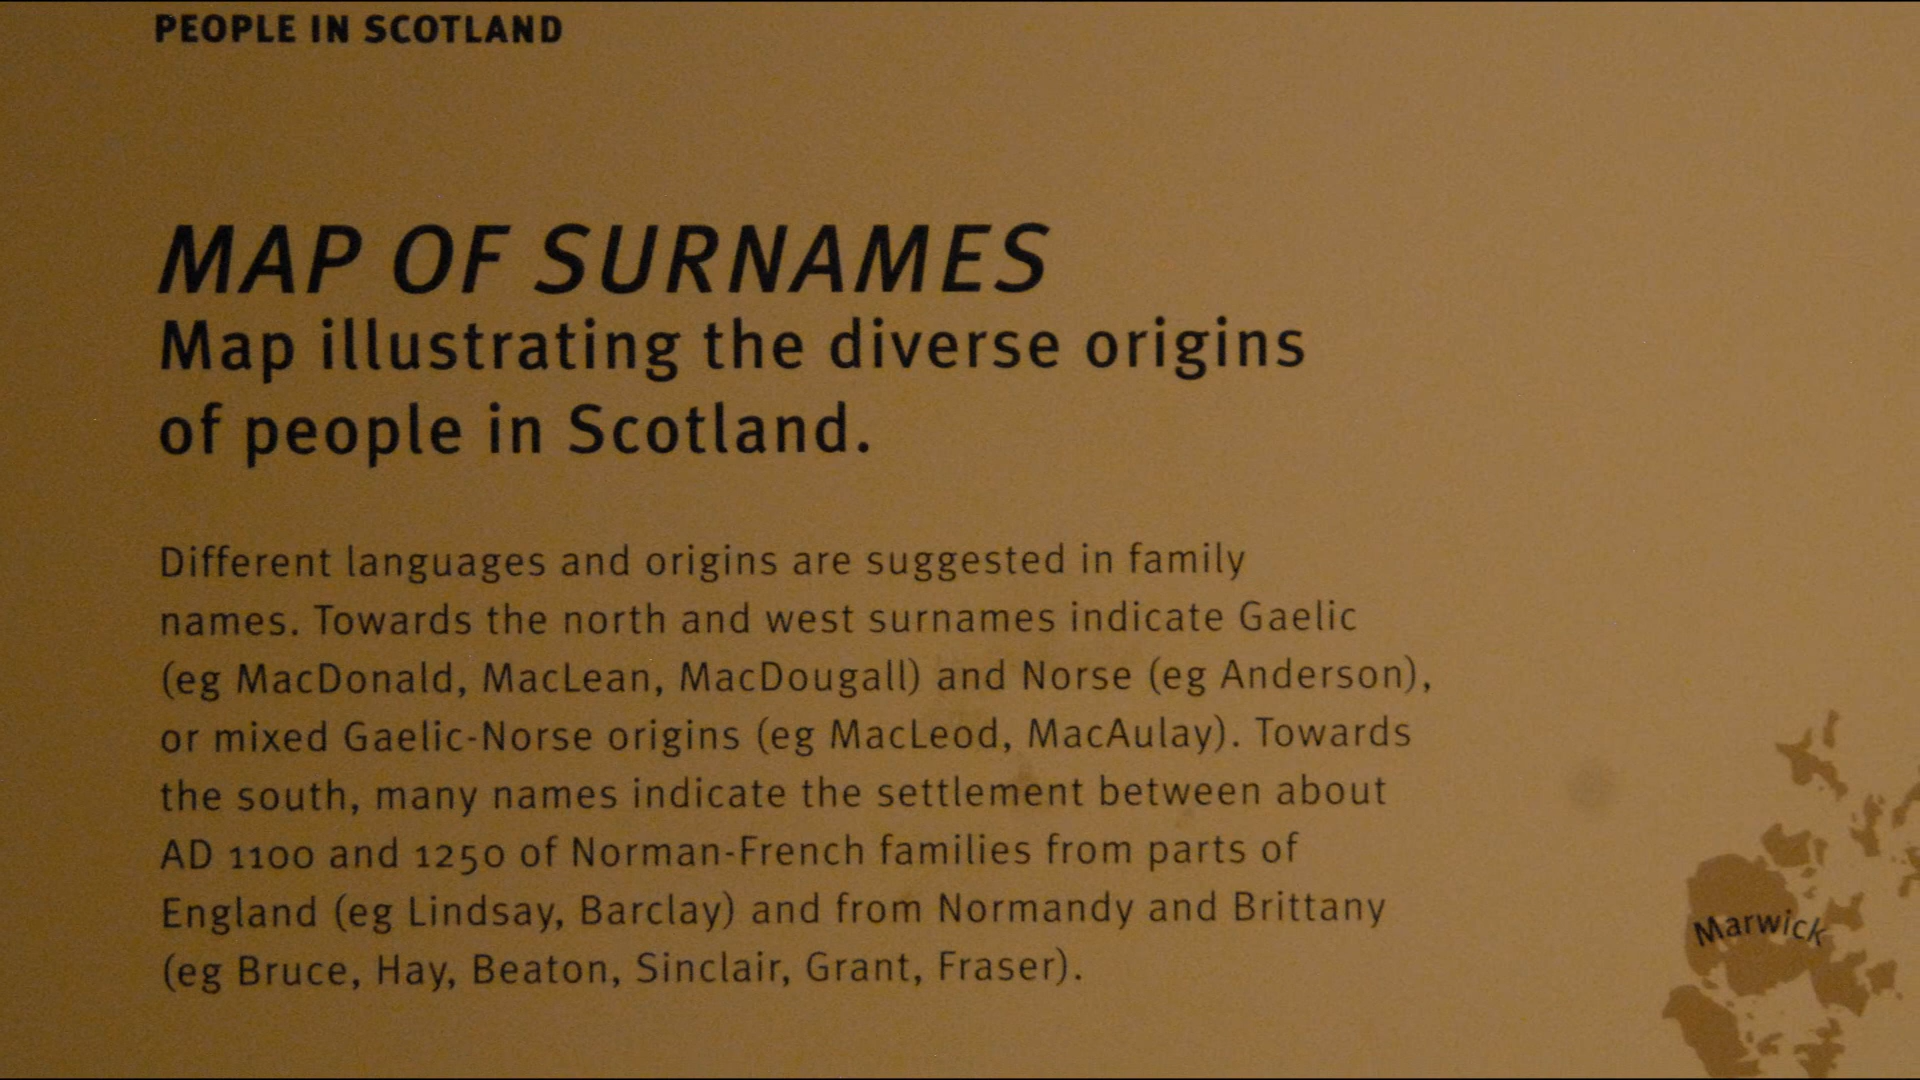 PEOPLE IN SCOTLAND
MAP OF SURNAMES
Map illustrating the diverse origins
of people in Scotland.
Different languages and origins are suggested in family
names. Towards the north and west surnames indicate Gaelic
(eg MacDonald, MacLean, MacDougall) and Norse (eg Anderson),
or mixed Gaelic-Norse origins (eg MacLeod, MacAulay). Towards
the south, many names indicate the settlement between about
AD 1100 and 1250 of Norman-French families from parts of
England (eg Lindsay, Barclay) and from Normandy and Brittany
(eg Bruce, Hay, Beaton, Sinclair, Grant, Fraser).
Marwick